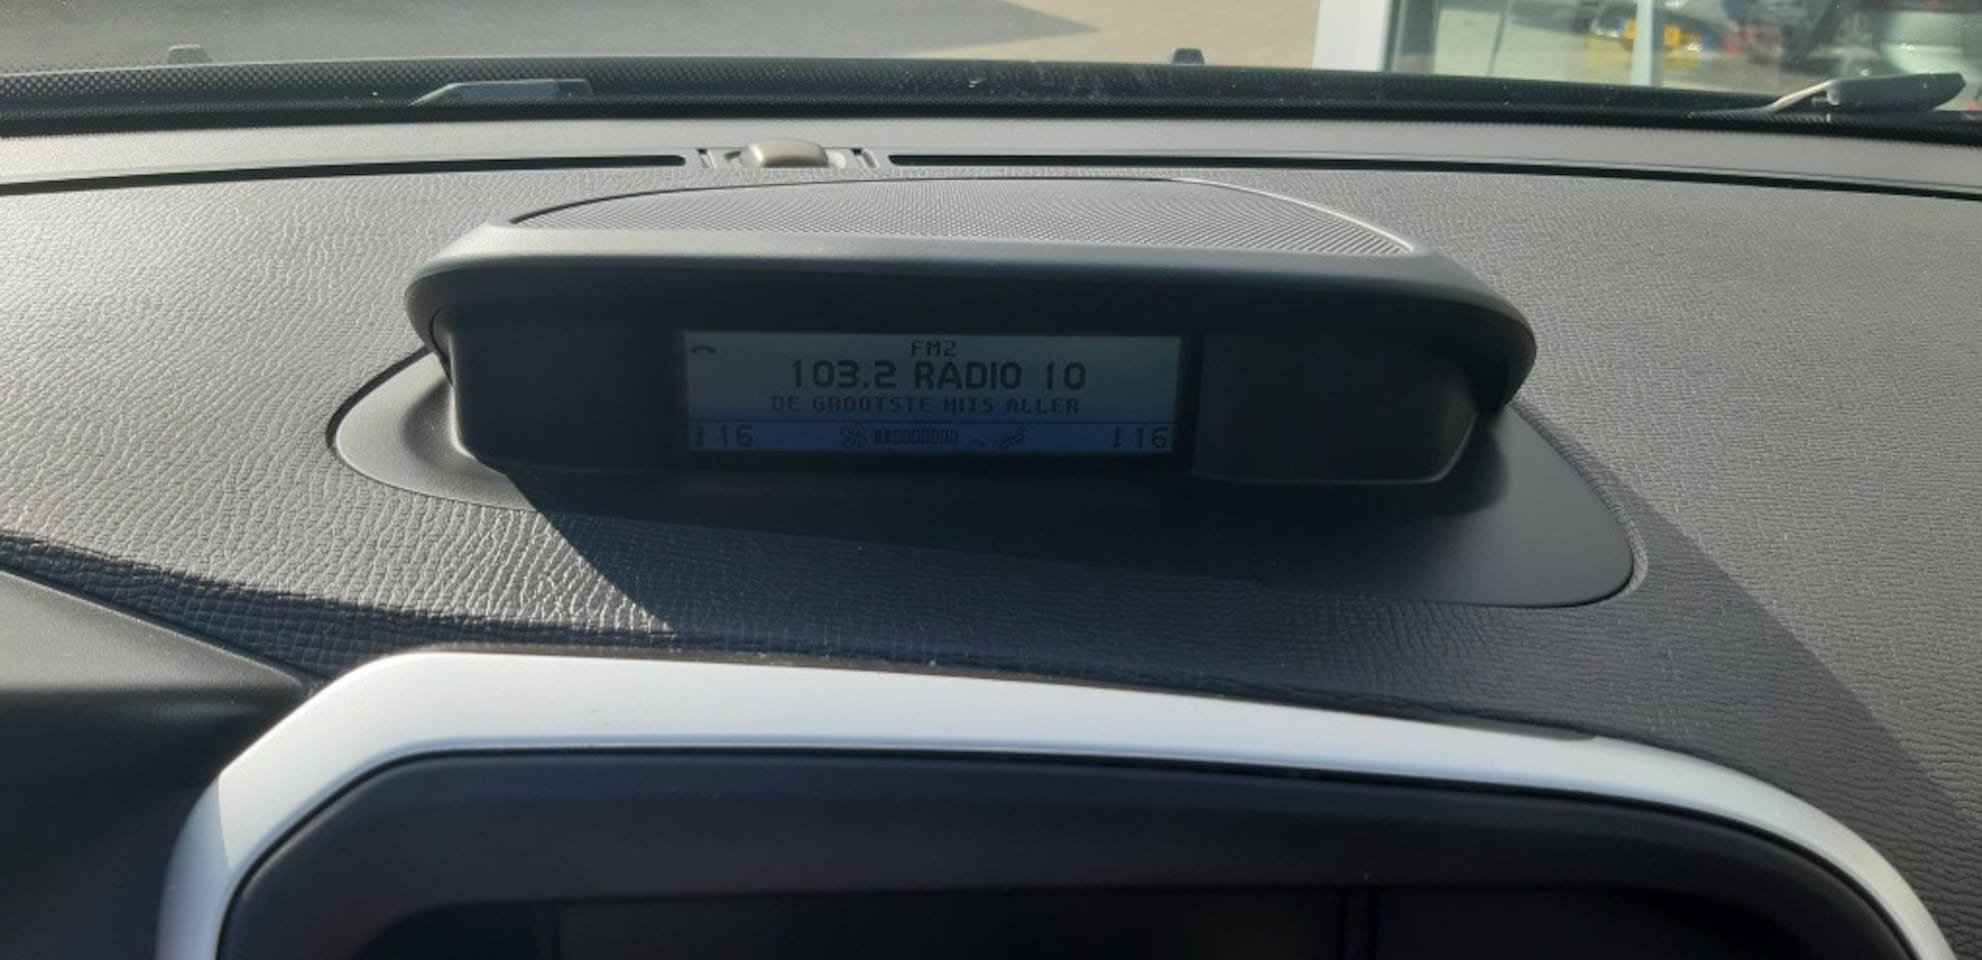 FM2
103.2 RADIO 10
DE GROOTSTE HITS ALLER
16 16